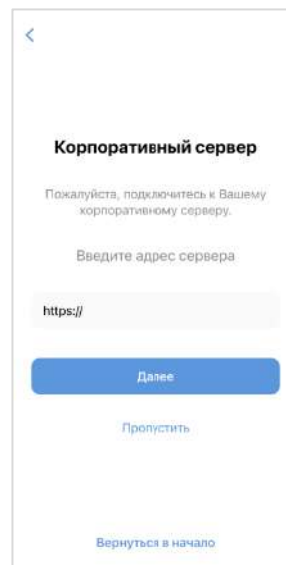 Корпоративный сервер
Пожалуйста, подключитесь к Вашему
корпоративному серверу.
Введите адрес сервера
https://
Далее
Пропустить
Вернуться в начало